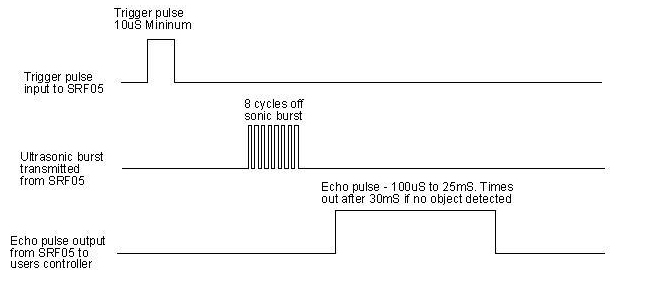 Trigger pulse
10uS Mininum
Trigger pulse
input to SRF05
8 cycles off
sonic burst
Ultrasonic burst
transmitted
from SRF05
Echo pulse - 100uS to 25mS. Times
out after 30mS if no object detected
Echo pulse output
from SRF05 to
users controller